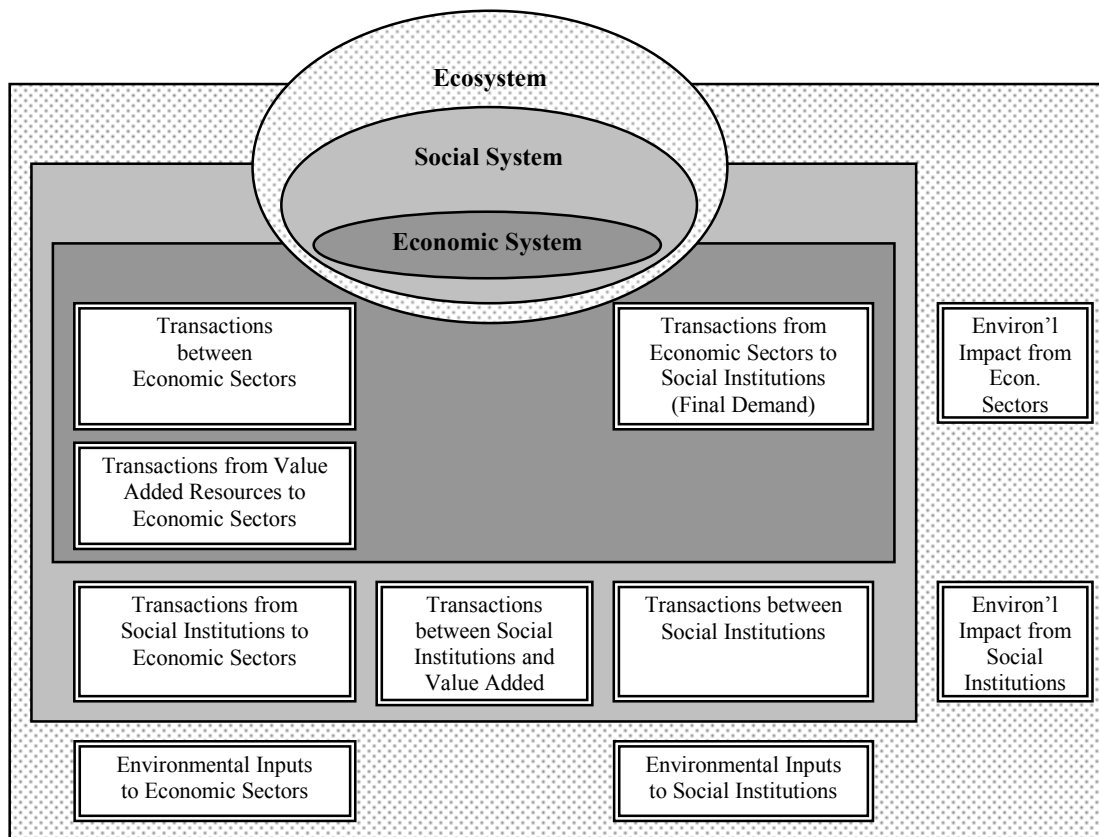 Ecosystem
Social System
Economic System
Transactions
between
Economic Sectors
Transactions from
Economic Sectors to
Social Institutions
(Final Demand)
Environ'l
Impact from
Econ.
Sectors
Transactions from Value
Added Resources to
Economic Sectors
Transactions from
Social Institutions to
Economic Sectors
Transactions
between Social
Institutions and
Value Added
Transactions between
Social Institutions
Environ'l
Impact from
Social
Institutions
Environmental Inputs
to Economic Sectors
Environmental Inputs
to Social Institutions